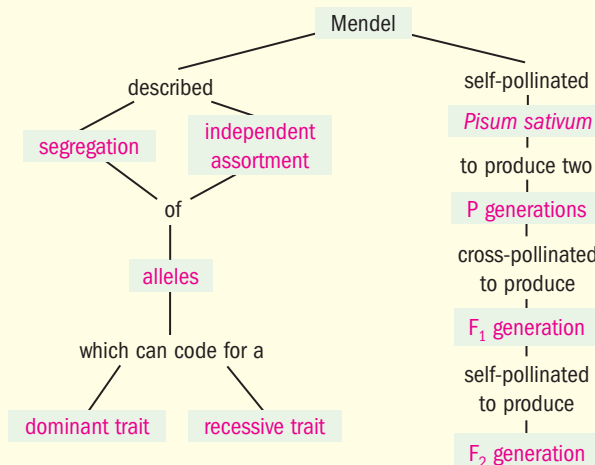 Mendel
described
segregation
independent
assortment
of
alleles
which can code for a
dominant trait
recessive trait
self-pollinated
Pisum sativum
to produce two
P generations
cross-pollinated
to produce
F₁ generation
self-pollinated
to produce
F₂ generation